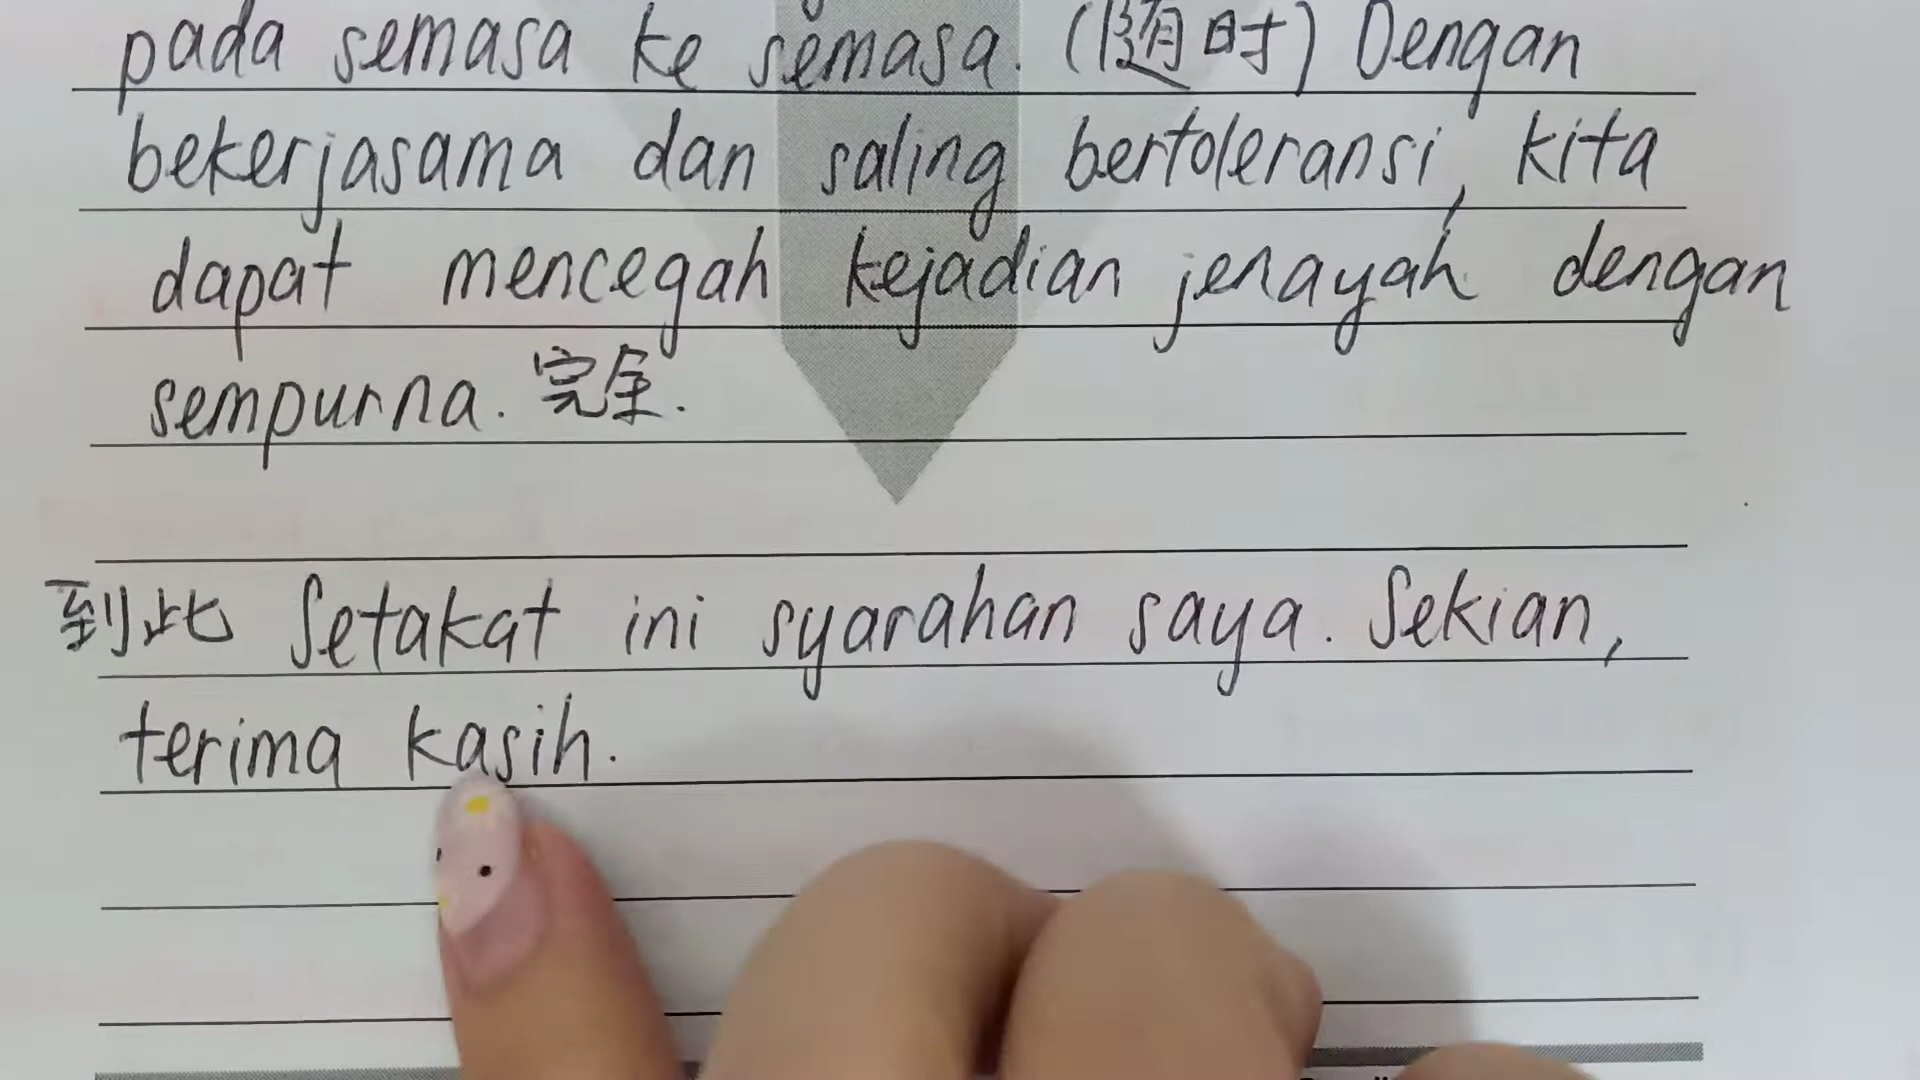 pada semasa ke semasa. (随时) Dengan
bekerjasama dan saling bertoleransi, kita
dapat mencegah kejadian jenayah dengan
sempurna. 完全.
到此 Setakat ini syarahan saya. Sekian,
terima kasih.